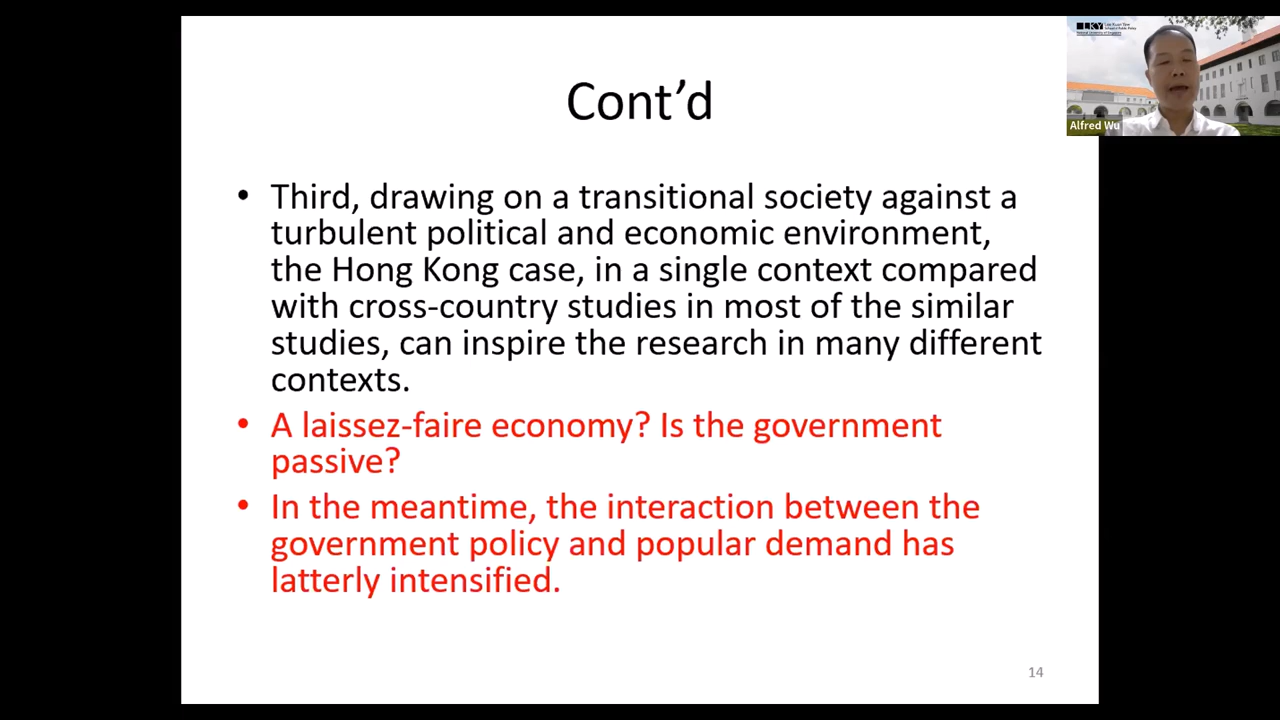 Cont’d
• Third, drawing on a transitional society against a
turbulent political and economic environment,
the Hong Kong case, in a single context compared
with cross-country studies in most of the similar
studies, can inspire the research in many different
contexts.
• A laissez-faire economy? Is the government
passive?
• In the meantime, the interaction between the
government policy and popular demand has
latterly intensified.
14
LKY
Alfred Wu